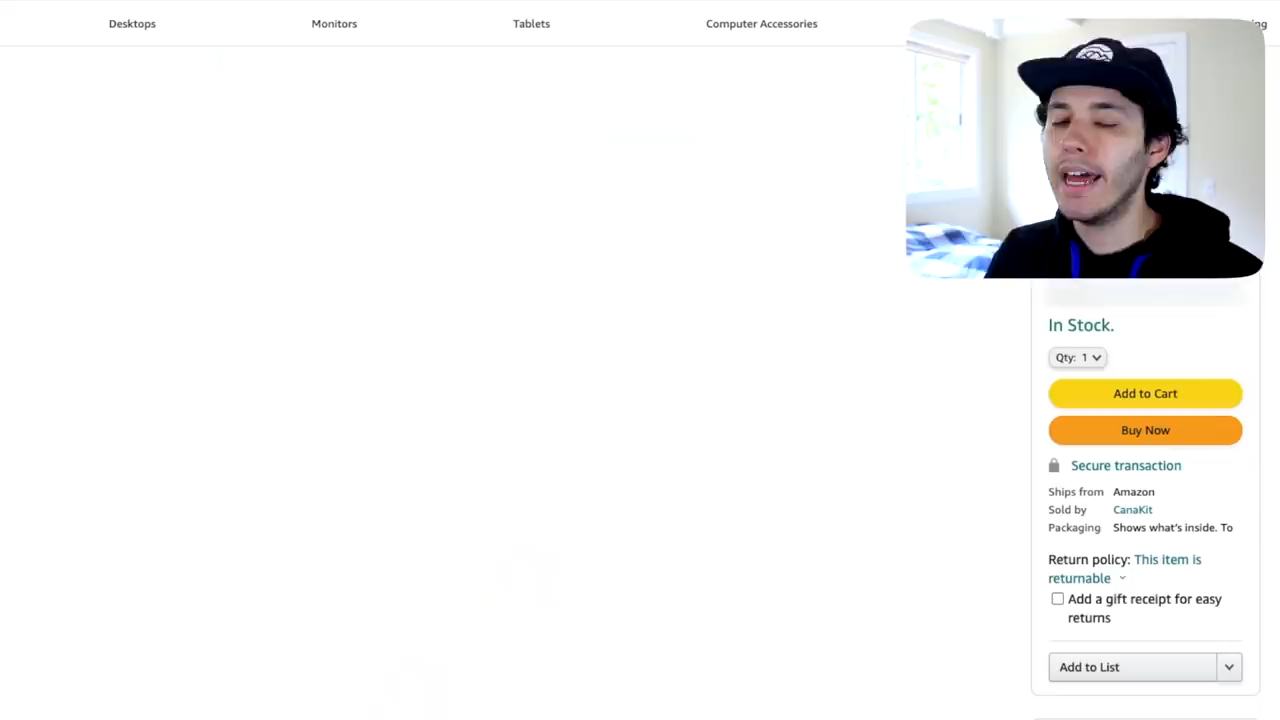 Desktops
Monitors
Tablets
Computer Accessories
In Stock.
Qty: 1
Add to Cart
Buy Now
Secure transaction
Ships from Amazon
Sold by CanaKit
Packaging Shows what's inside. To
Return policy: This item is
returnable
Add a gift receipt for easy
returns
Add to List